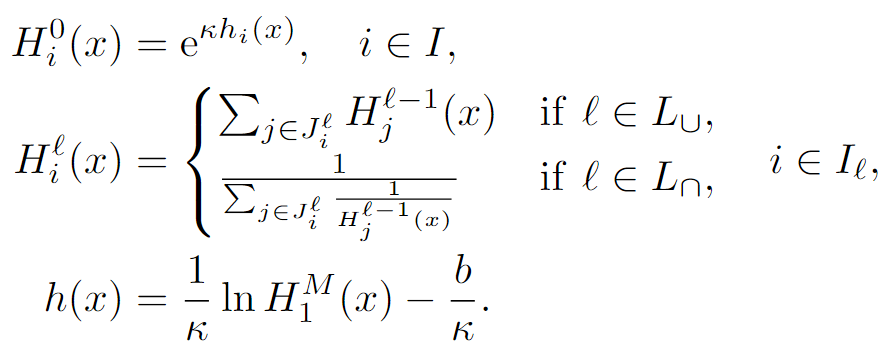 $H_i^0(x) = \mathrm{e}^{\kappa h_i(x)}, \quad i \in I,$
$H_i^\ell(x) = \begin{cases} \sum_{j \in J_i^\ell} H_j^{\ell-1}(x) & \text{if } \ell \in L_\cup, \\ \frac{1}{\sum_{j \in J_i^\ell} \frac{1}{H_j^{\ell-1}(x)}} & \text{if } \ell \in L_\cap, \end{cases} \quad i \in I_\ell,$
$h(x) = \frac{1}{\kappa} \ln H_1^M(x) - \frac{b}{\kappa}.$